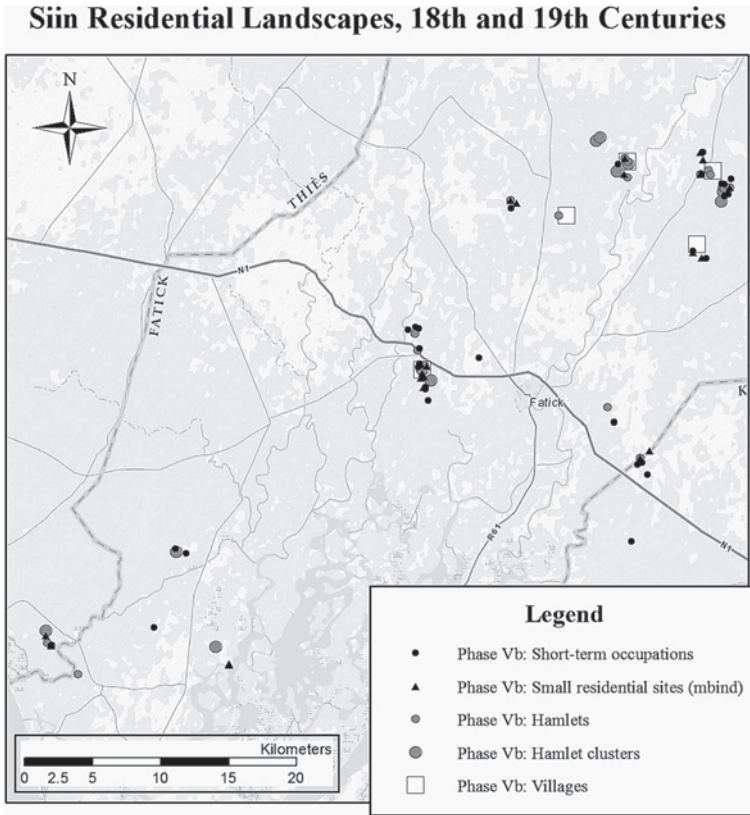 Siin Residential Landscapes, 18th and 19th Centuries
N
THIÈS
N1
FATICK
Fatick
K
R61
N1
Legend
Phase Vb: Short-term occupations
Phase Vb: Small residential sites (mbind)
Phase Vb: Hamlets
Phase Vb: Hamlet clusters
Phase Vb: Villages
Kilometers
0 2.5 5 10 15 20